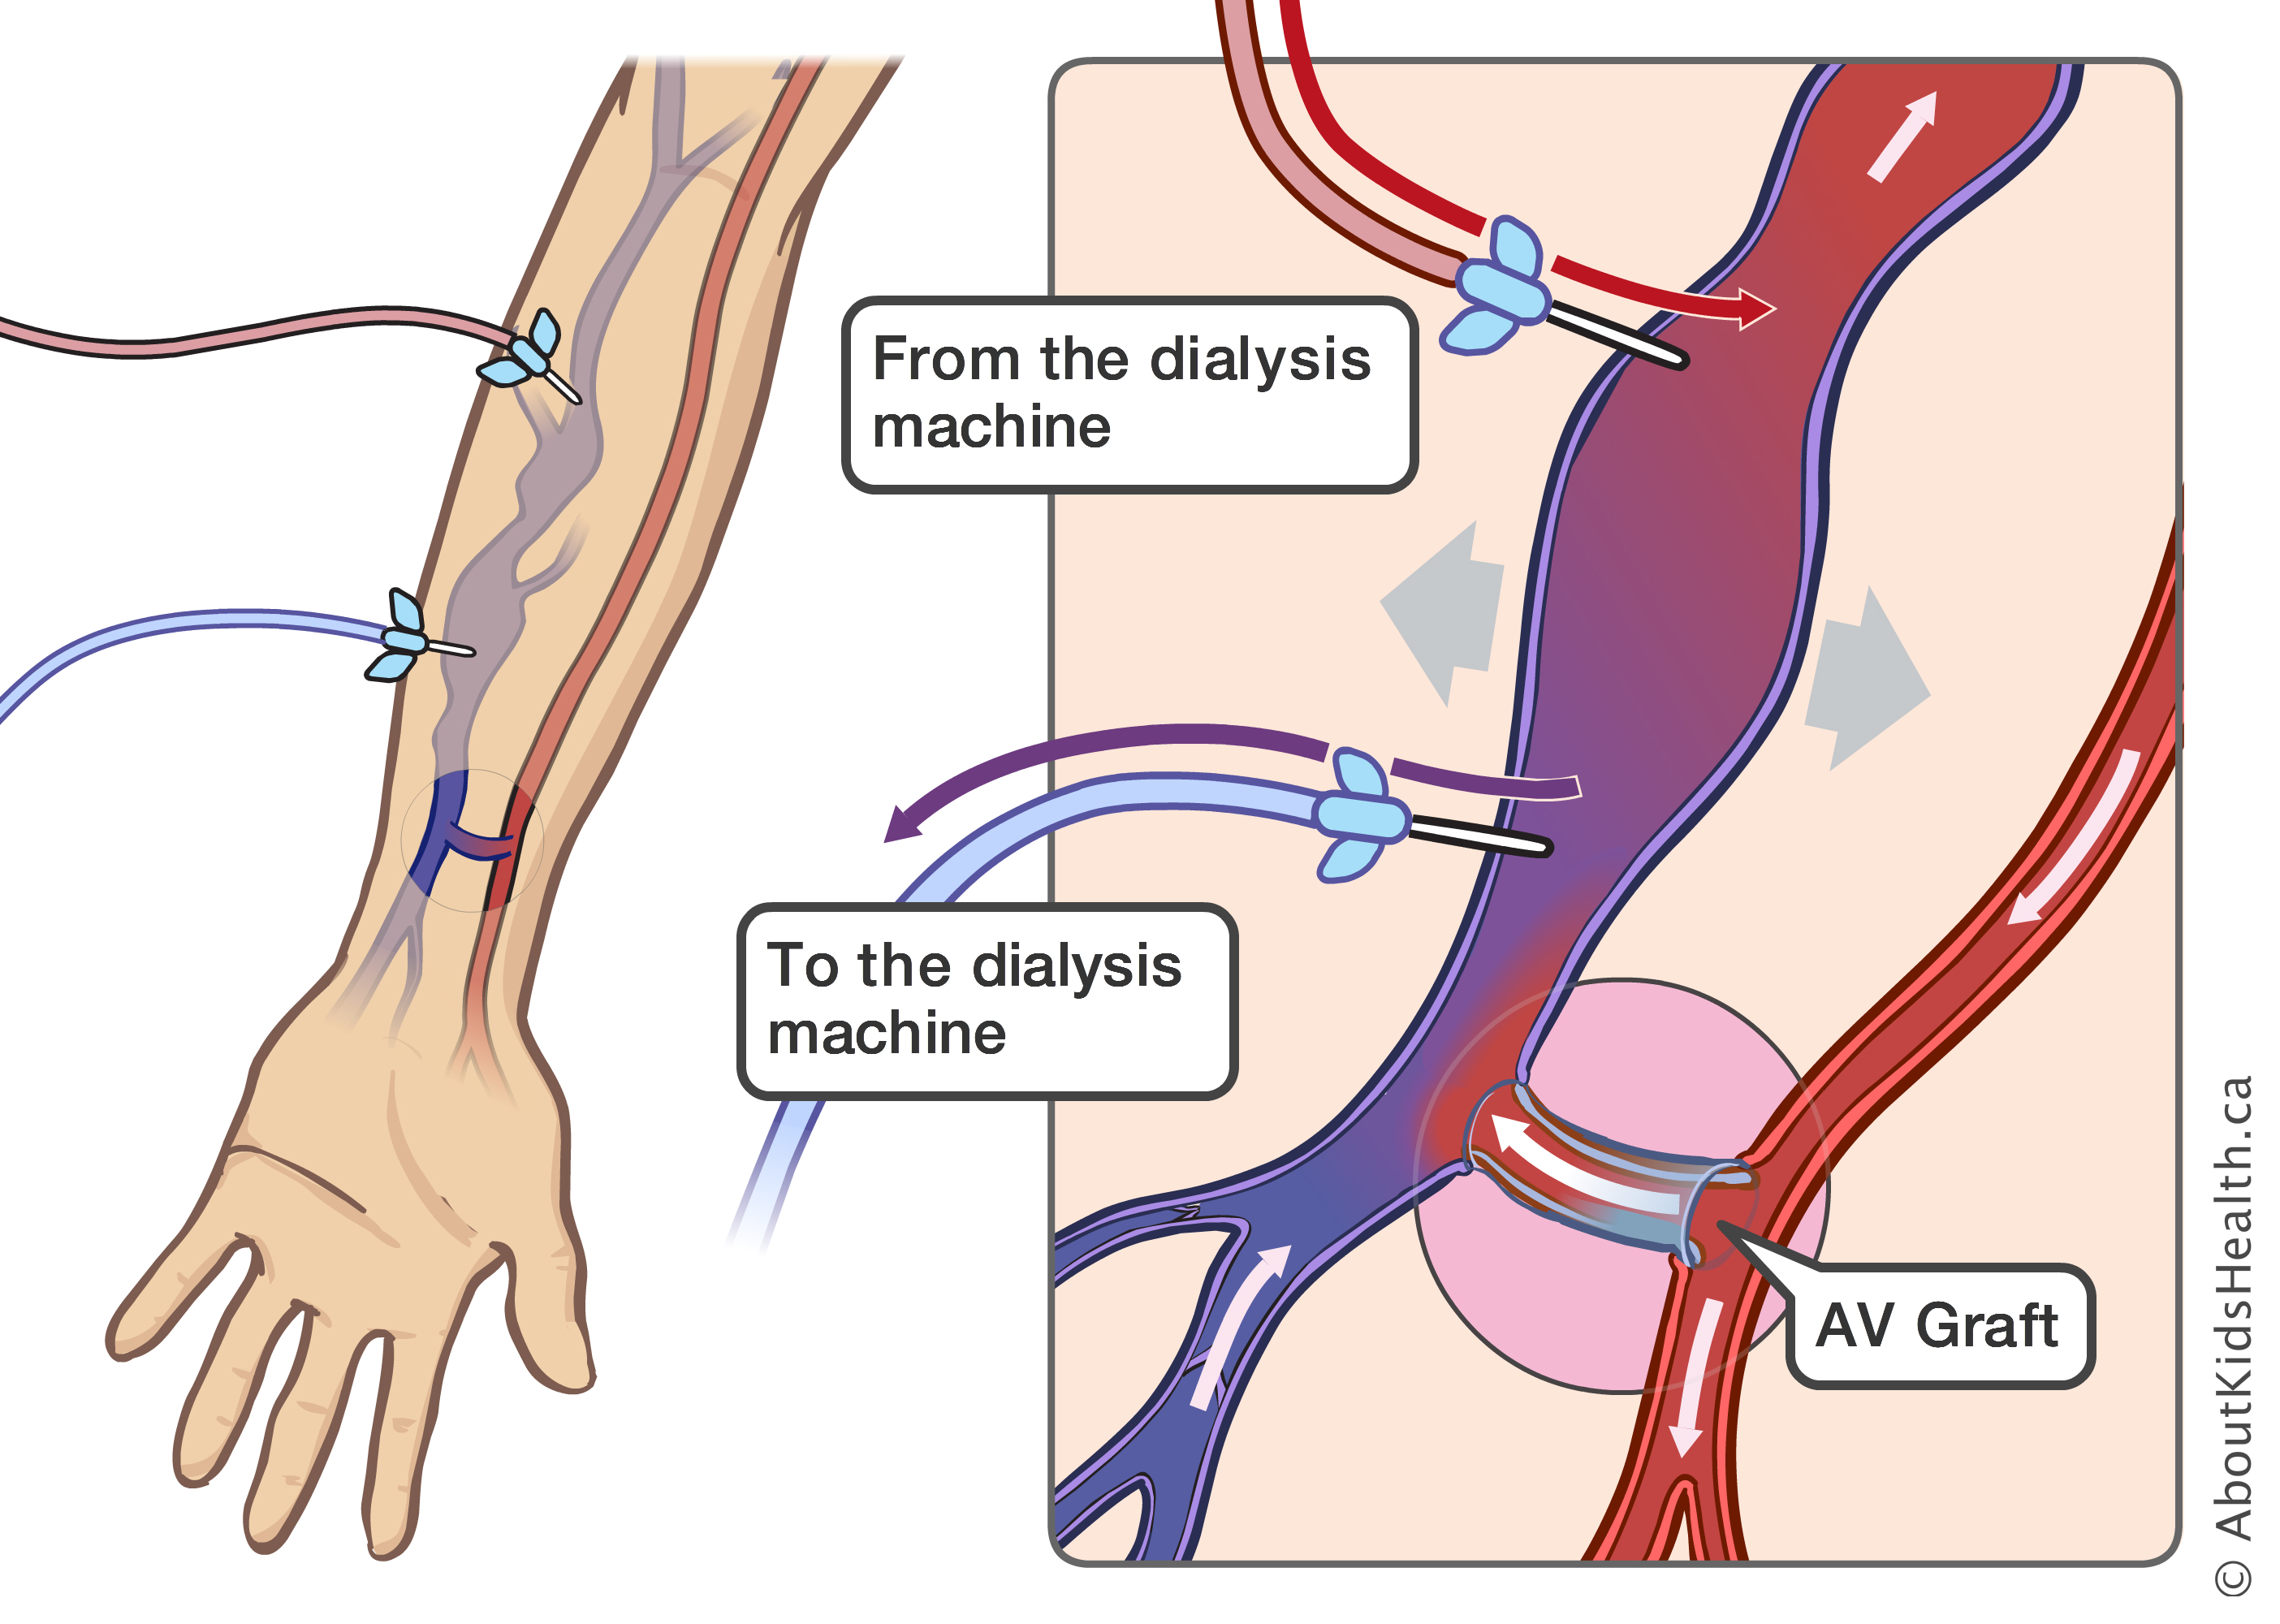 From the dialysis
machine
To the dialysis
machine
AV Graft
© AboutKidsHealth.ca